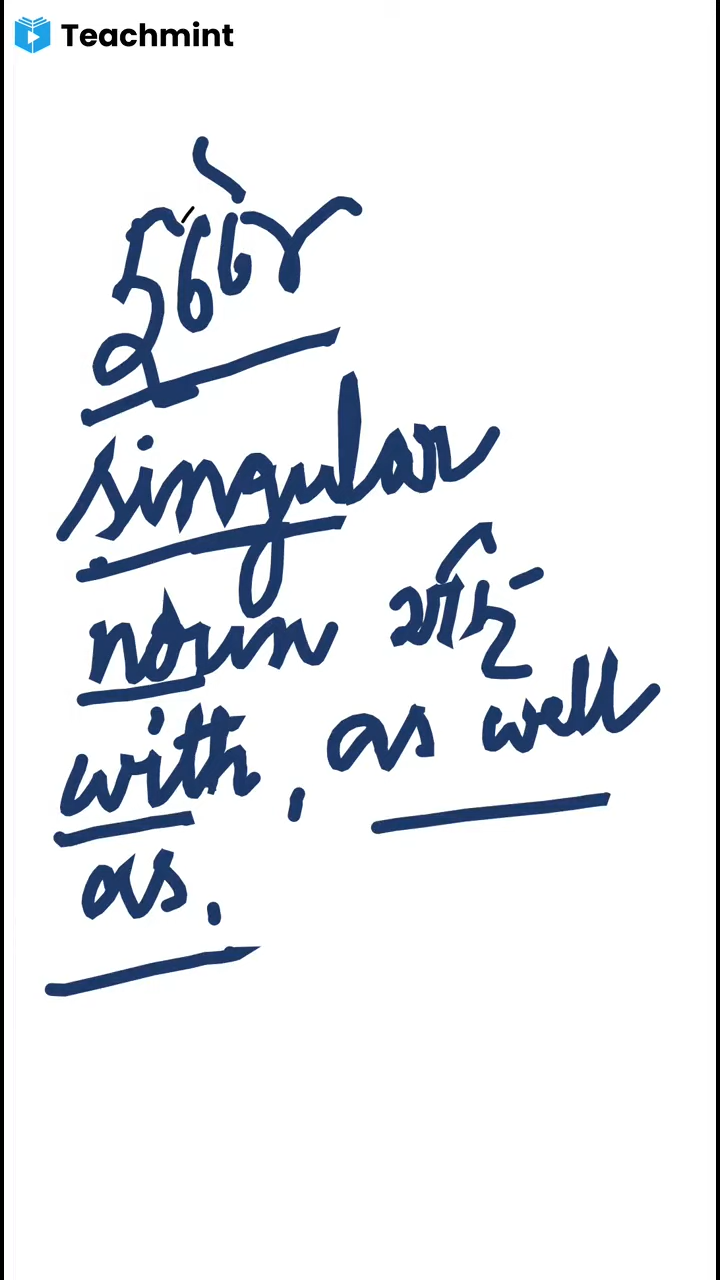 Teachmint
singular
noun
with, as well
as,